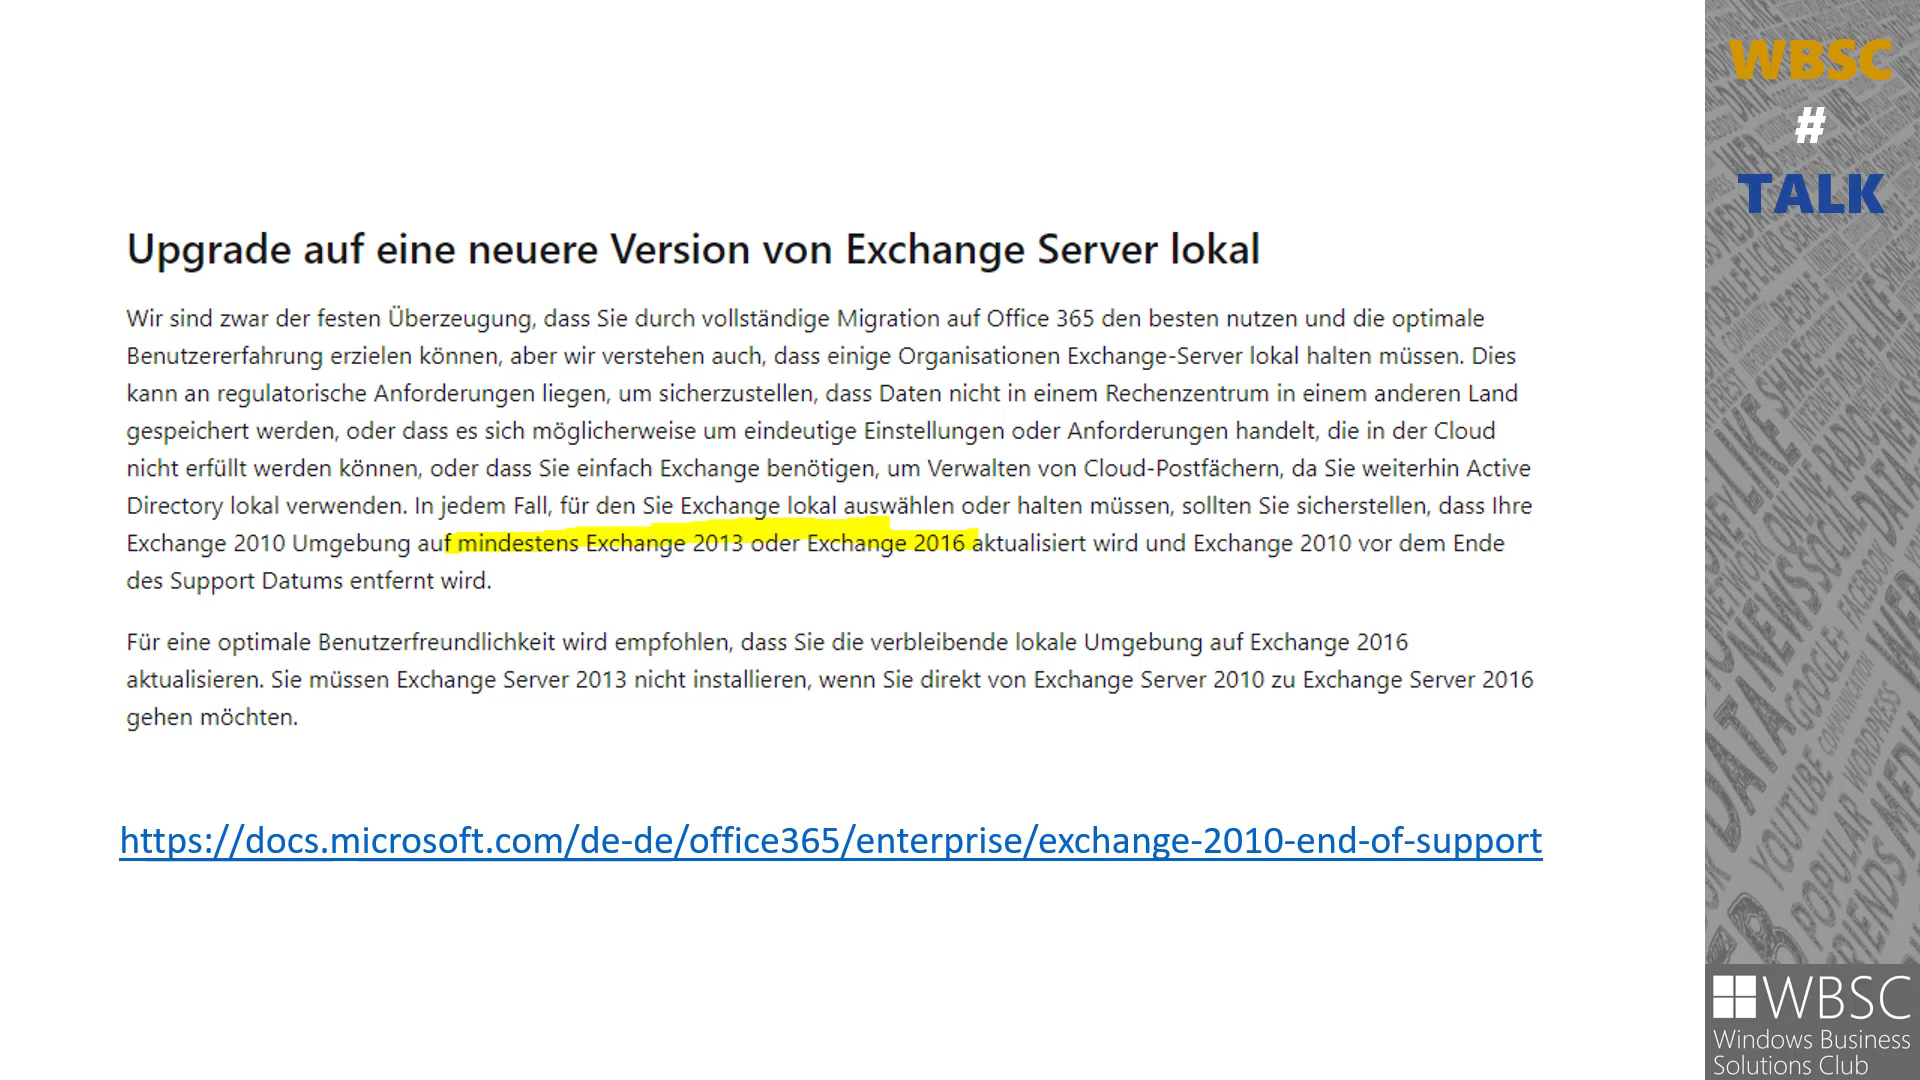 Upgrade auf eine neuere Version von Exchange Server lokal
Wir sind zwar der festen Überzeugung, dass Sie durch vollständige Migration auf Office 365 den besten nutzen und die optimale
Benutzererfahrung erzielen können, aber wir verstehen auch, dass einige Organisationen Exchange-Server lokal halten müssen. Dies
kann an regulatorische Anforderungen liegen, um sicherzustellen, dass Daten nicht in einem Rechenzentrum in einem anderen Land
gespeichert werden, oder dass es sich möglicherweise um eindeutige Einstellungen oder Anforderungen handelt, die in der Cloud
nicht erfüllt werden können, oder dass Sie einfach Exchange benötigen, um Verwalten von Cloud-Postfächern, da Sie weiterhin Active
Directory lokal verwenden. In jedem Fall, für den Sie Exchange lokal auswählen oder halten müssen, sollten Sie sicherstellen, dass Ihre
Exchange 2010 Umgebung auf mindestens Exchange 2013 oder Exchange 2016 aktualisiert wird und Exchange 2010 vor dem Ende
des Support Datums entfernt wird.
Für eine optimale Benutzerfreundlichkeit wird empfohlen, dass Sie die verbleibende lokale Umgebung auf Exchange 2016
aktualisieren. Sie müssen Exchange Server 2013 nicht installieren, wenn Sie direkt von Exchange Server 2010 zu Exchange Server 2016
gehen möchten.
https://docs.microsoft.com/de-de/office365/enterprise/exchange-2010-end-of-support
WBSC
#
TALK
WBSC
Windows Business
Solutions Club